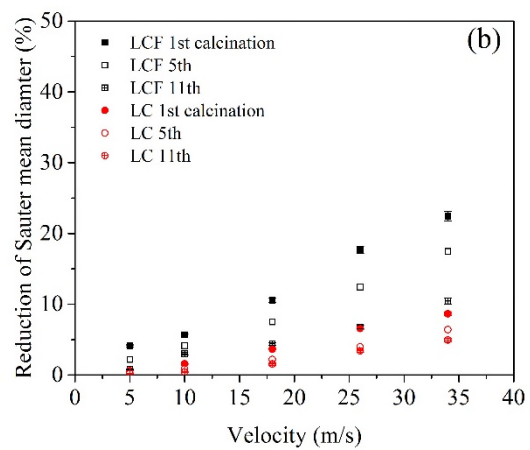 (b)
LCF 1st calcination
LCF 5th
LCF 11th
LC 1st calcination
LC 5th
LC 11th
Reduction of Sauter mean diamter (%)
50
40
30
20
10
0
0 5 10 15 20 25 30 35 40
Velocity (m/s)